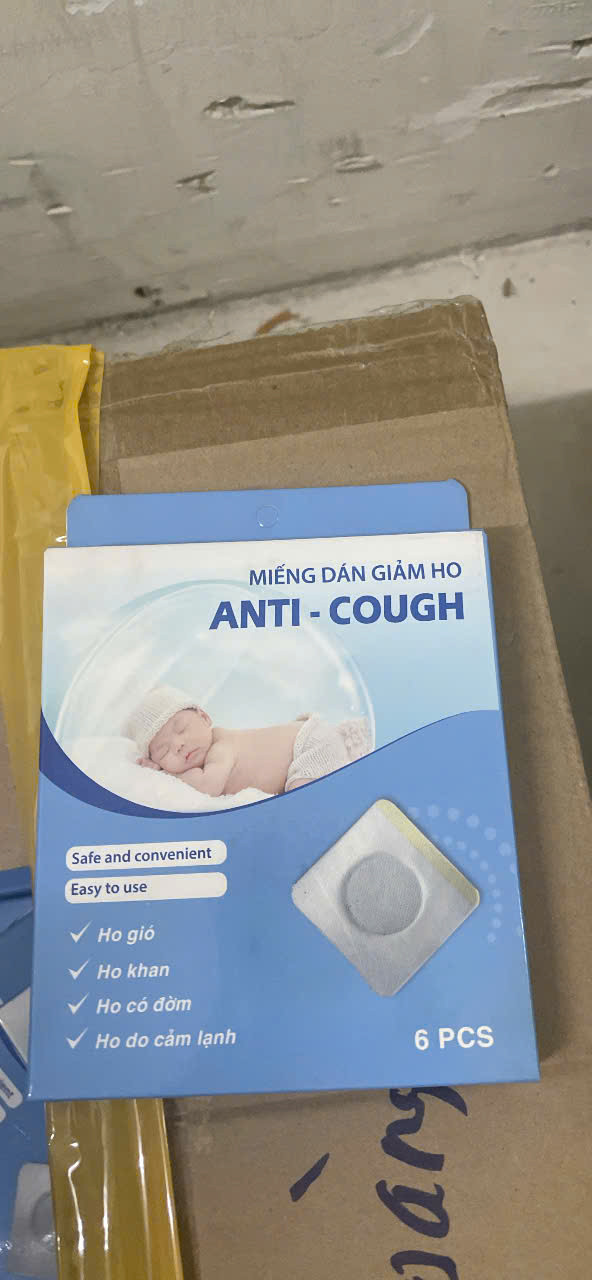 MIẾNG DÁN GIẢM HO
ANTI - COUGH
Safe and convenient
Easy to use
Ho gió
Ho khan
Ho có đờm
Ho do cảm lạnh
6 PCS